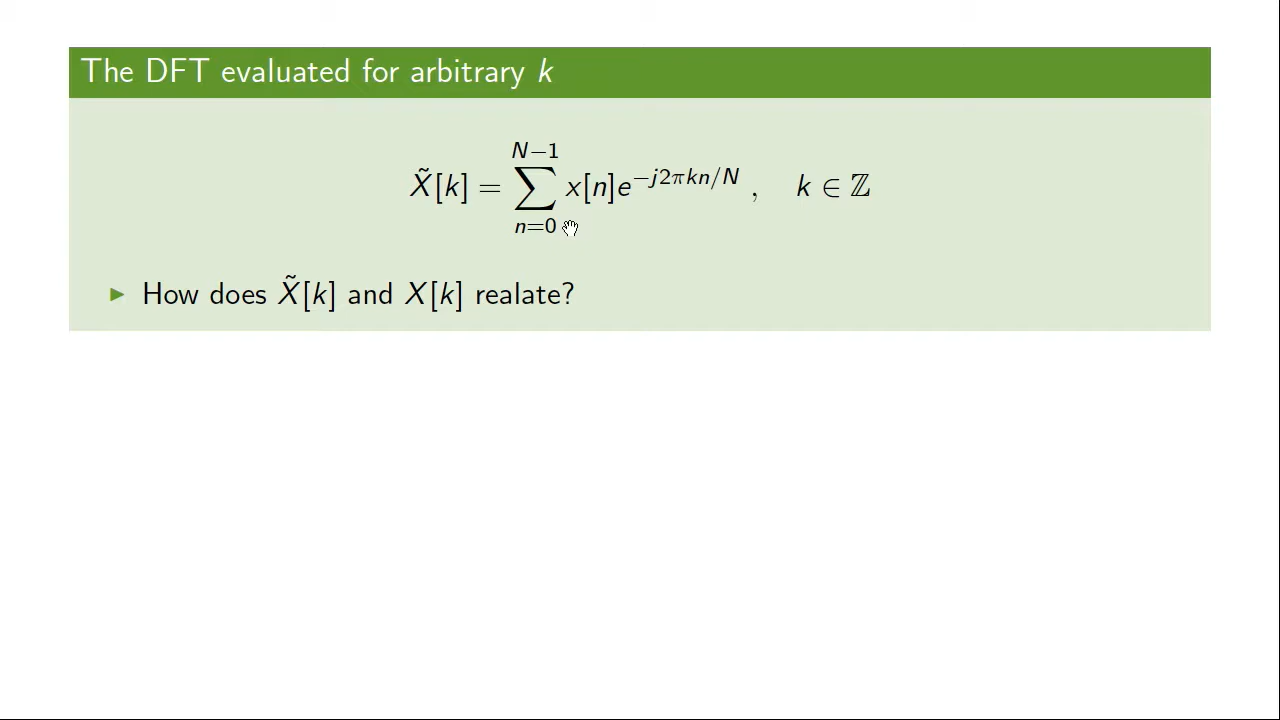 The DFT evaluated for arbitrary k
X̃[k] = ∑_{n=0}^{N−1} x[n]e^{−j2πkn/N} , k ∈ ℤ
▶ How does X̃[k] and X[k] realate?